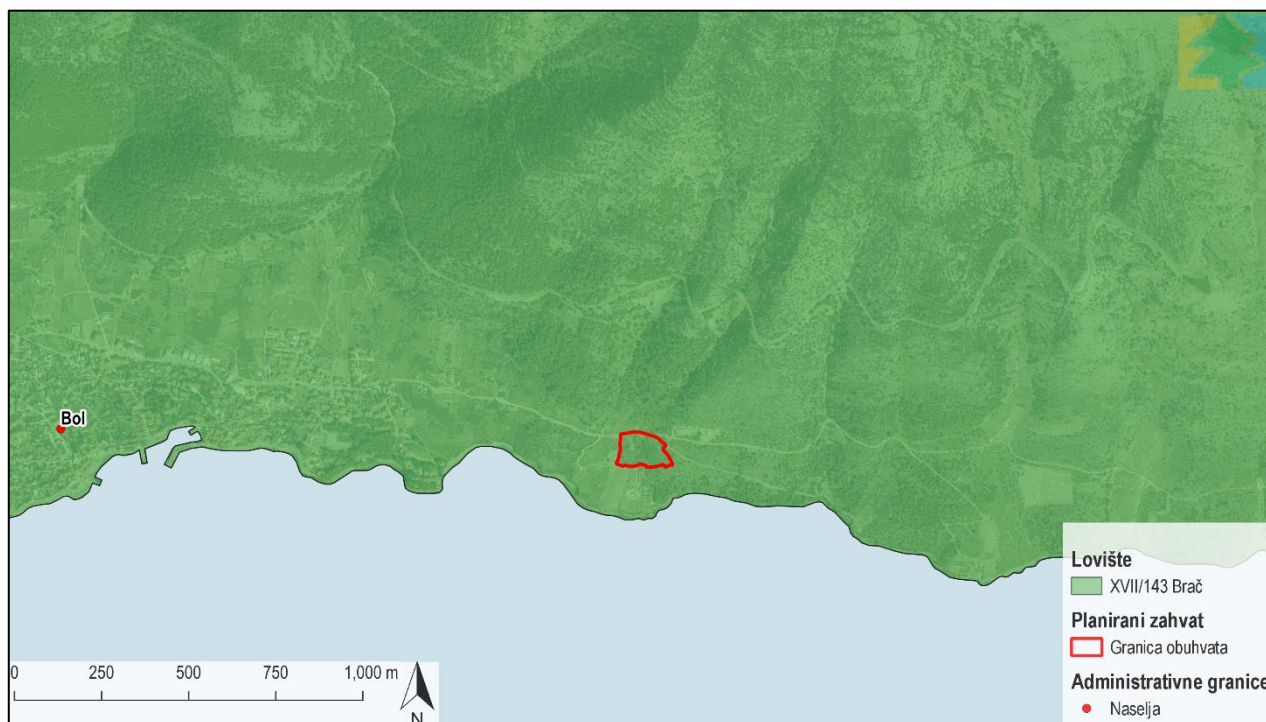 Bol
0 250 500 750 1,000 m
N
Lovište
XVII/143 Brač
Planirani zahvat
Granica obuhvata
Administrativne granice
Naselja